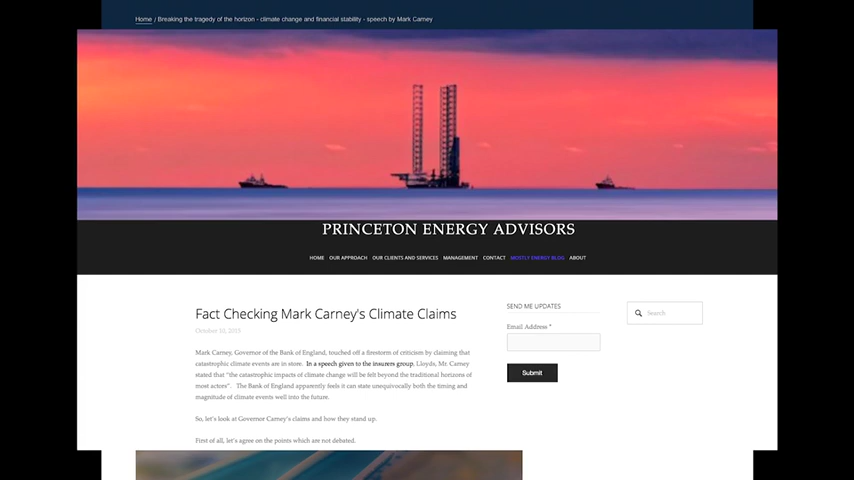 Home / Breaking the tragedy of the horizon - climate change and financial stability - speech by Mark Carney
PRINCETON ENERGY ADVISORS
HOME OUR APPROACH OUR CLIENTS AND SERVICES MANAGEMENT CONTACT MOSTLY ENERGY BLOG ABOUT
Fact Checking Mark Carney's Climate Claims
October 10, 2015
Mark Carney, Governor of the Bank of England, touched off a firestorm of criticism by claiming that
catastrophic climate events are in store. In a speech given to the insurers group, Lloyds, Mr. Carney
stated that "the catastrophic impacts of climate change will be felt beyond the traditional horizons of
most actors". The Bank of England apparently feels it can state unequivocally both the timing and
magnitude of climate events well into the future.
So, let's look at Governor Carney's claims and how they stand up.
First of all, let's agree on the points which are not debated.
SEND ME UPDATES
Email Address *
Submit
Search